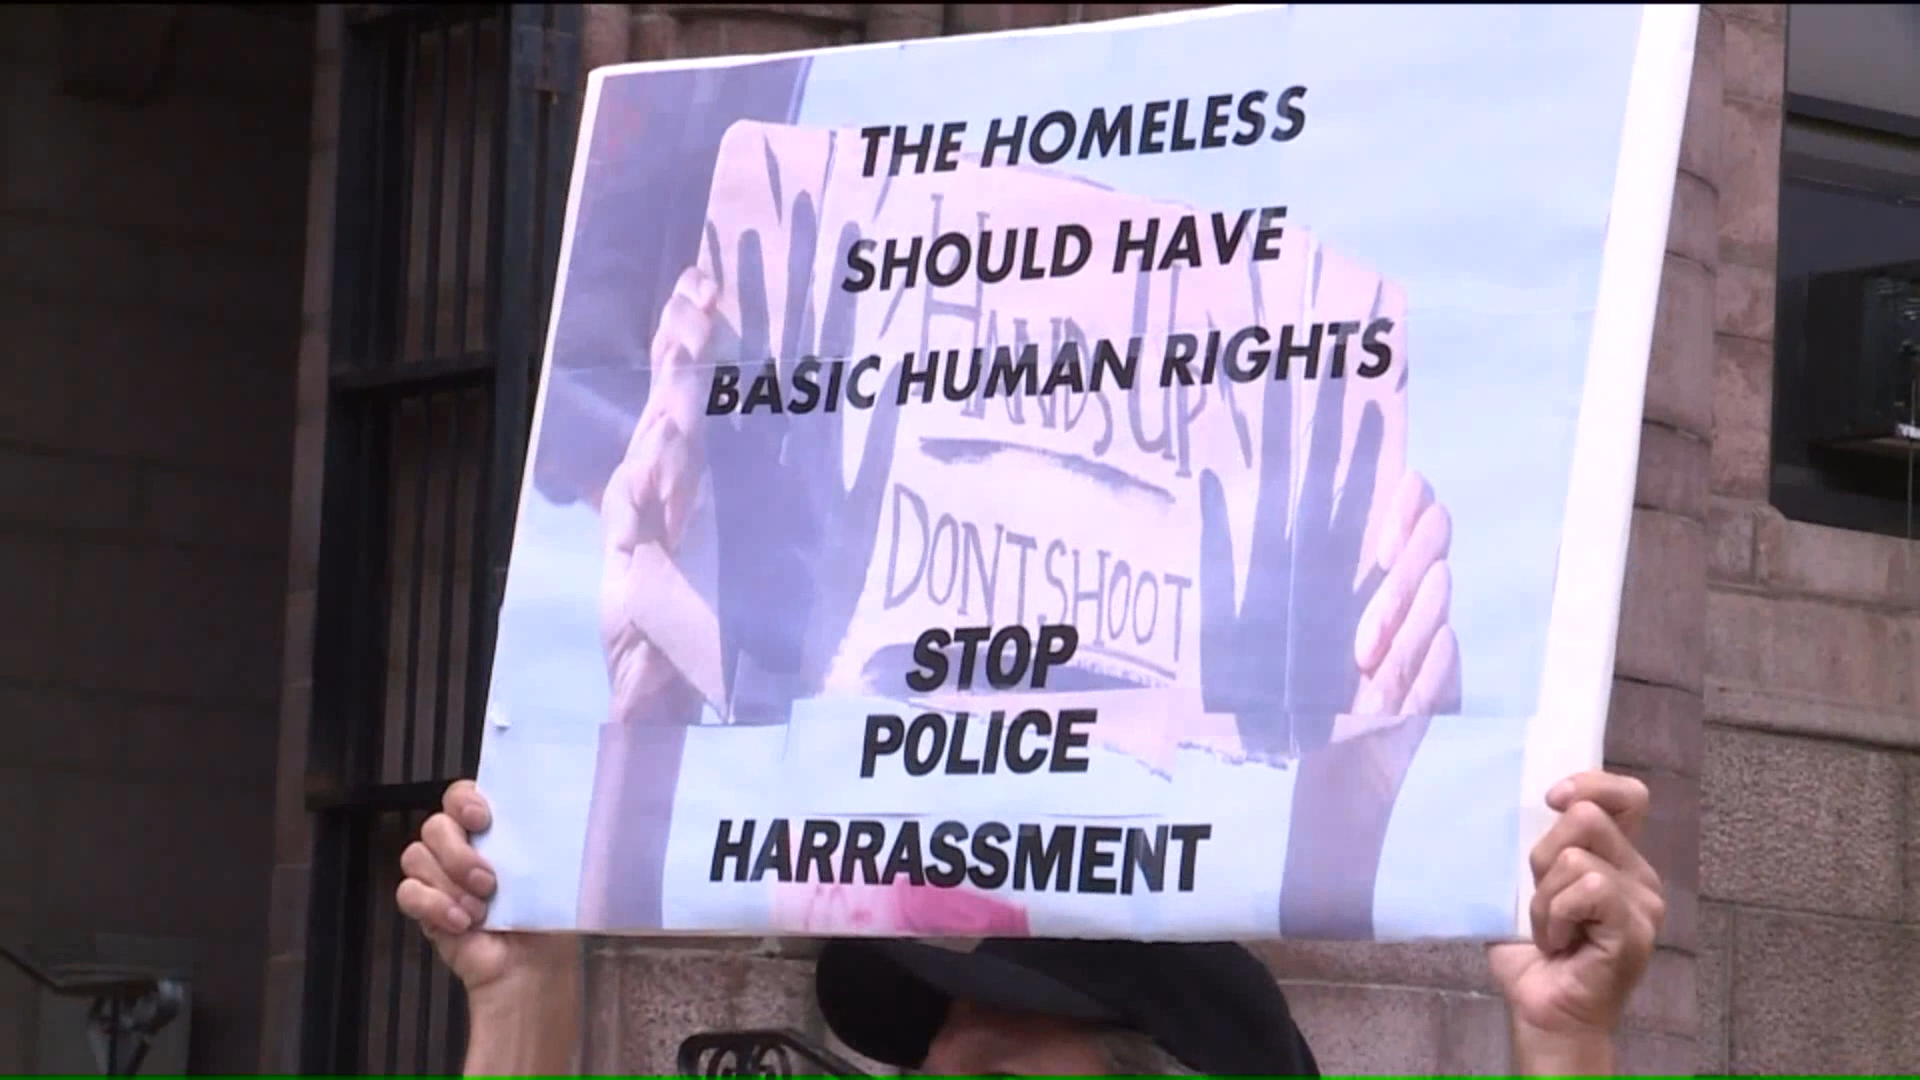 THE HOMELESS
SHOULD HAVE
BASIC HUMAN RIGHTS
HANDS UP
DONT SHOOT
STOP
POLICE
HARRASSMENT